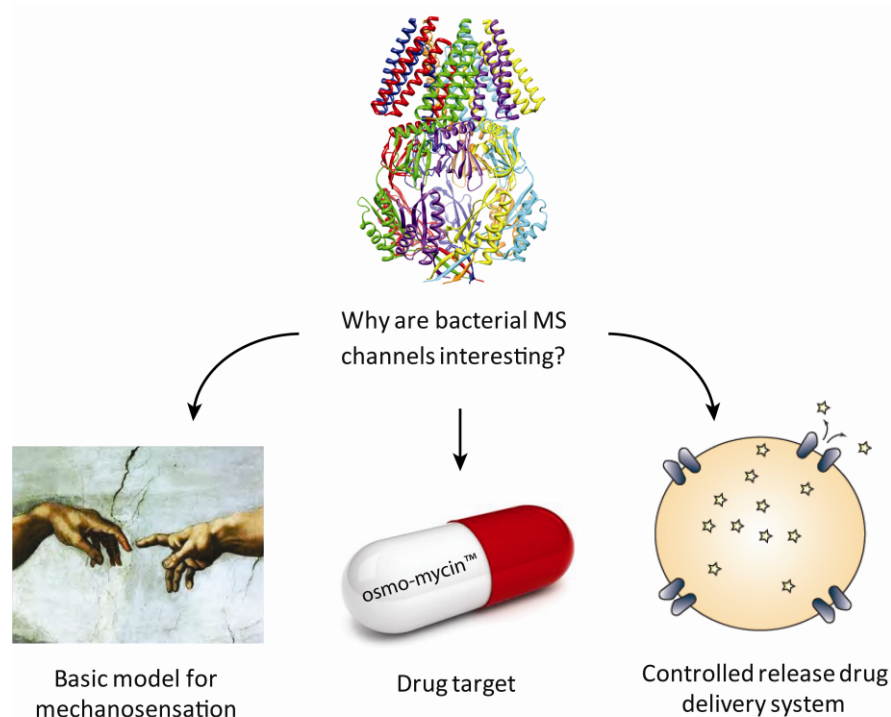 Why are bacterial MS
channels interesting?
osmo-mycin™
Basic model for
mechanosensation
Drug target
Controlled release drug
delivery system